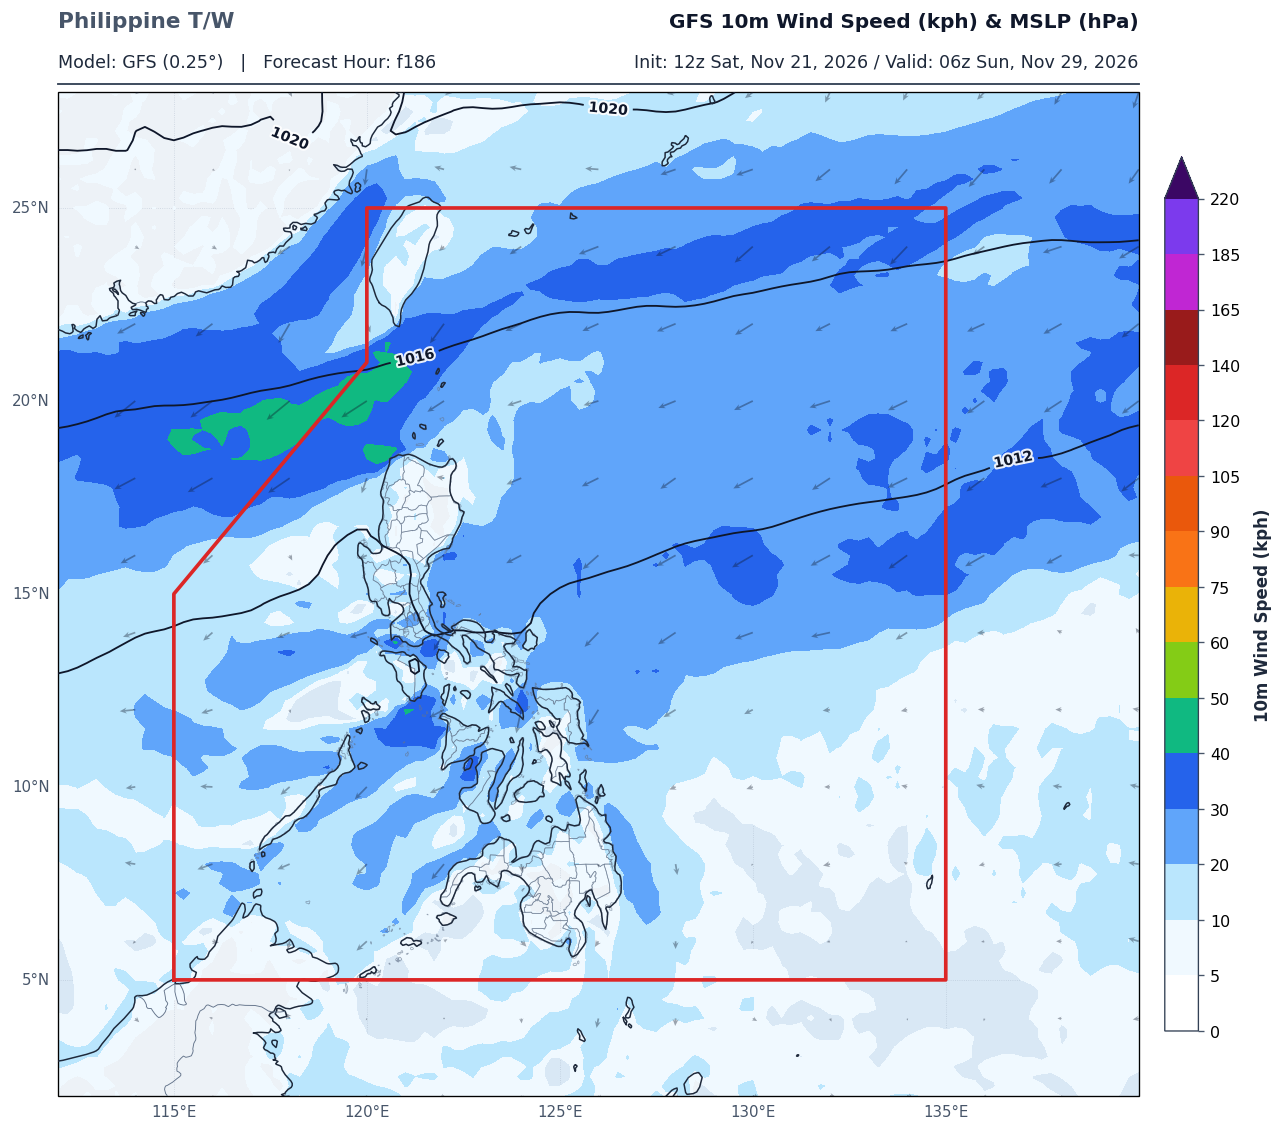 Philippine T/W
GFS 10m Wind Speed (kph) & MSLP (hPa)
Model: GFS (0.25°) | Forecast Hour: f186
Init: 12z Sat, Nov 21, 2026 / Valid: 06z Sun, Nov 29, 2026
1020
1020
1016
1012
25°N
20°N
15°N
10°N
5°N
115°E
120°E
125°E
130°E
135°E
220
185
165
140
120
105
90
75
60
50
40
30
20
10
5
0
10m Wind Speed (kph)